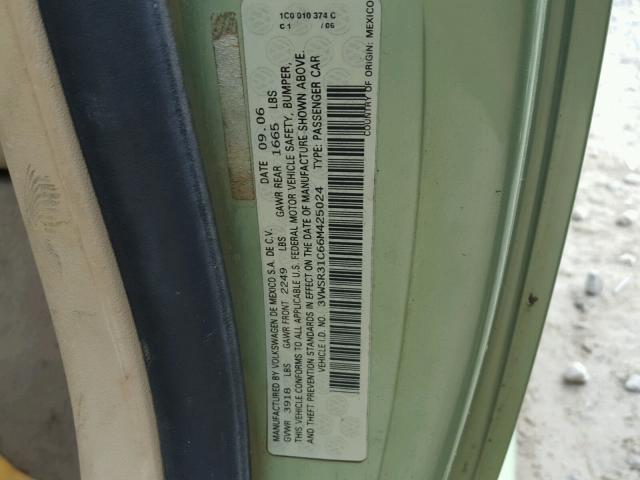 1C0 010 374 C
C 1 / 06
MANUFACTURED BY VOLKSWAGEN DE MEXICO S.A. DE C.V. DATE 09.06
GVWR 3918 LBS GAWR FRONT 2249 LBS GAWR REAR 1665 LBS
THIS VEHICLE CONFORMS TO ALL APPLICABLE U.S. FEDERAL MOTOR VEHICLE SAFETY, BUMPER,
AND THEFT PREVENTION STANDARDS IN EFFECT ON THE DATE OF MANUFACTURE SHOWN ABOVE.
VEHICLE I.D. NO. 3VWSR31C66M425024 TYPE: PASSENGER CAR
COUNTRY OF ORIGIN: MEXICO